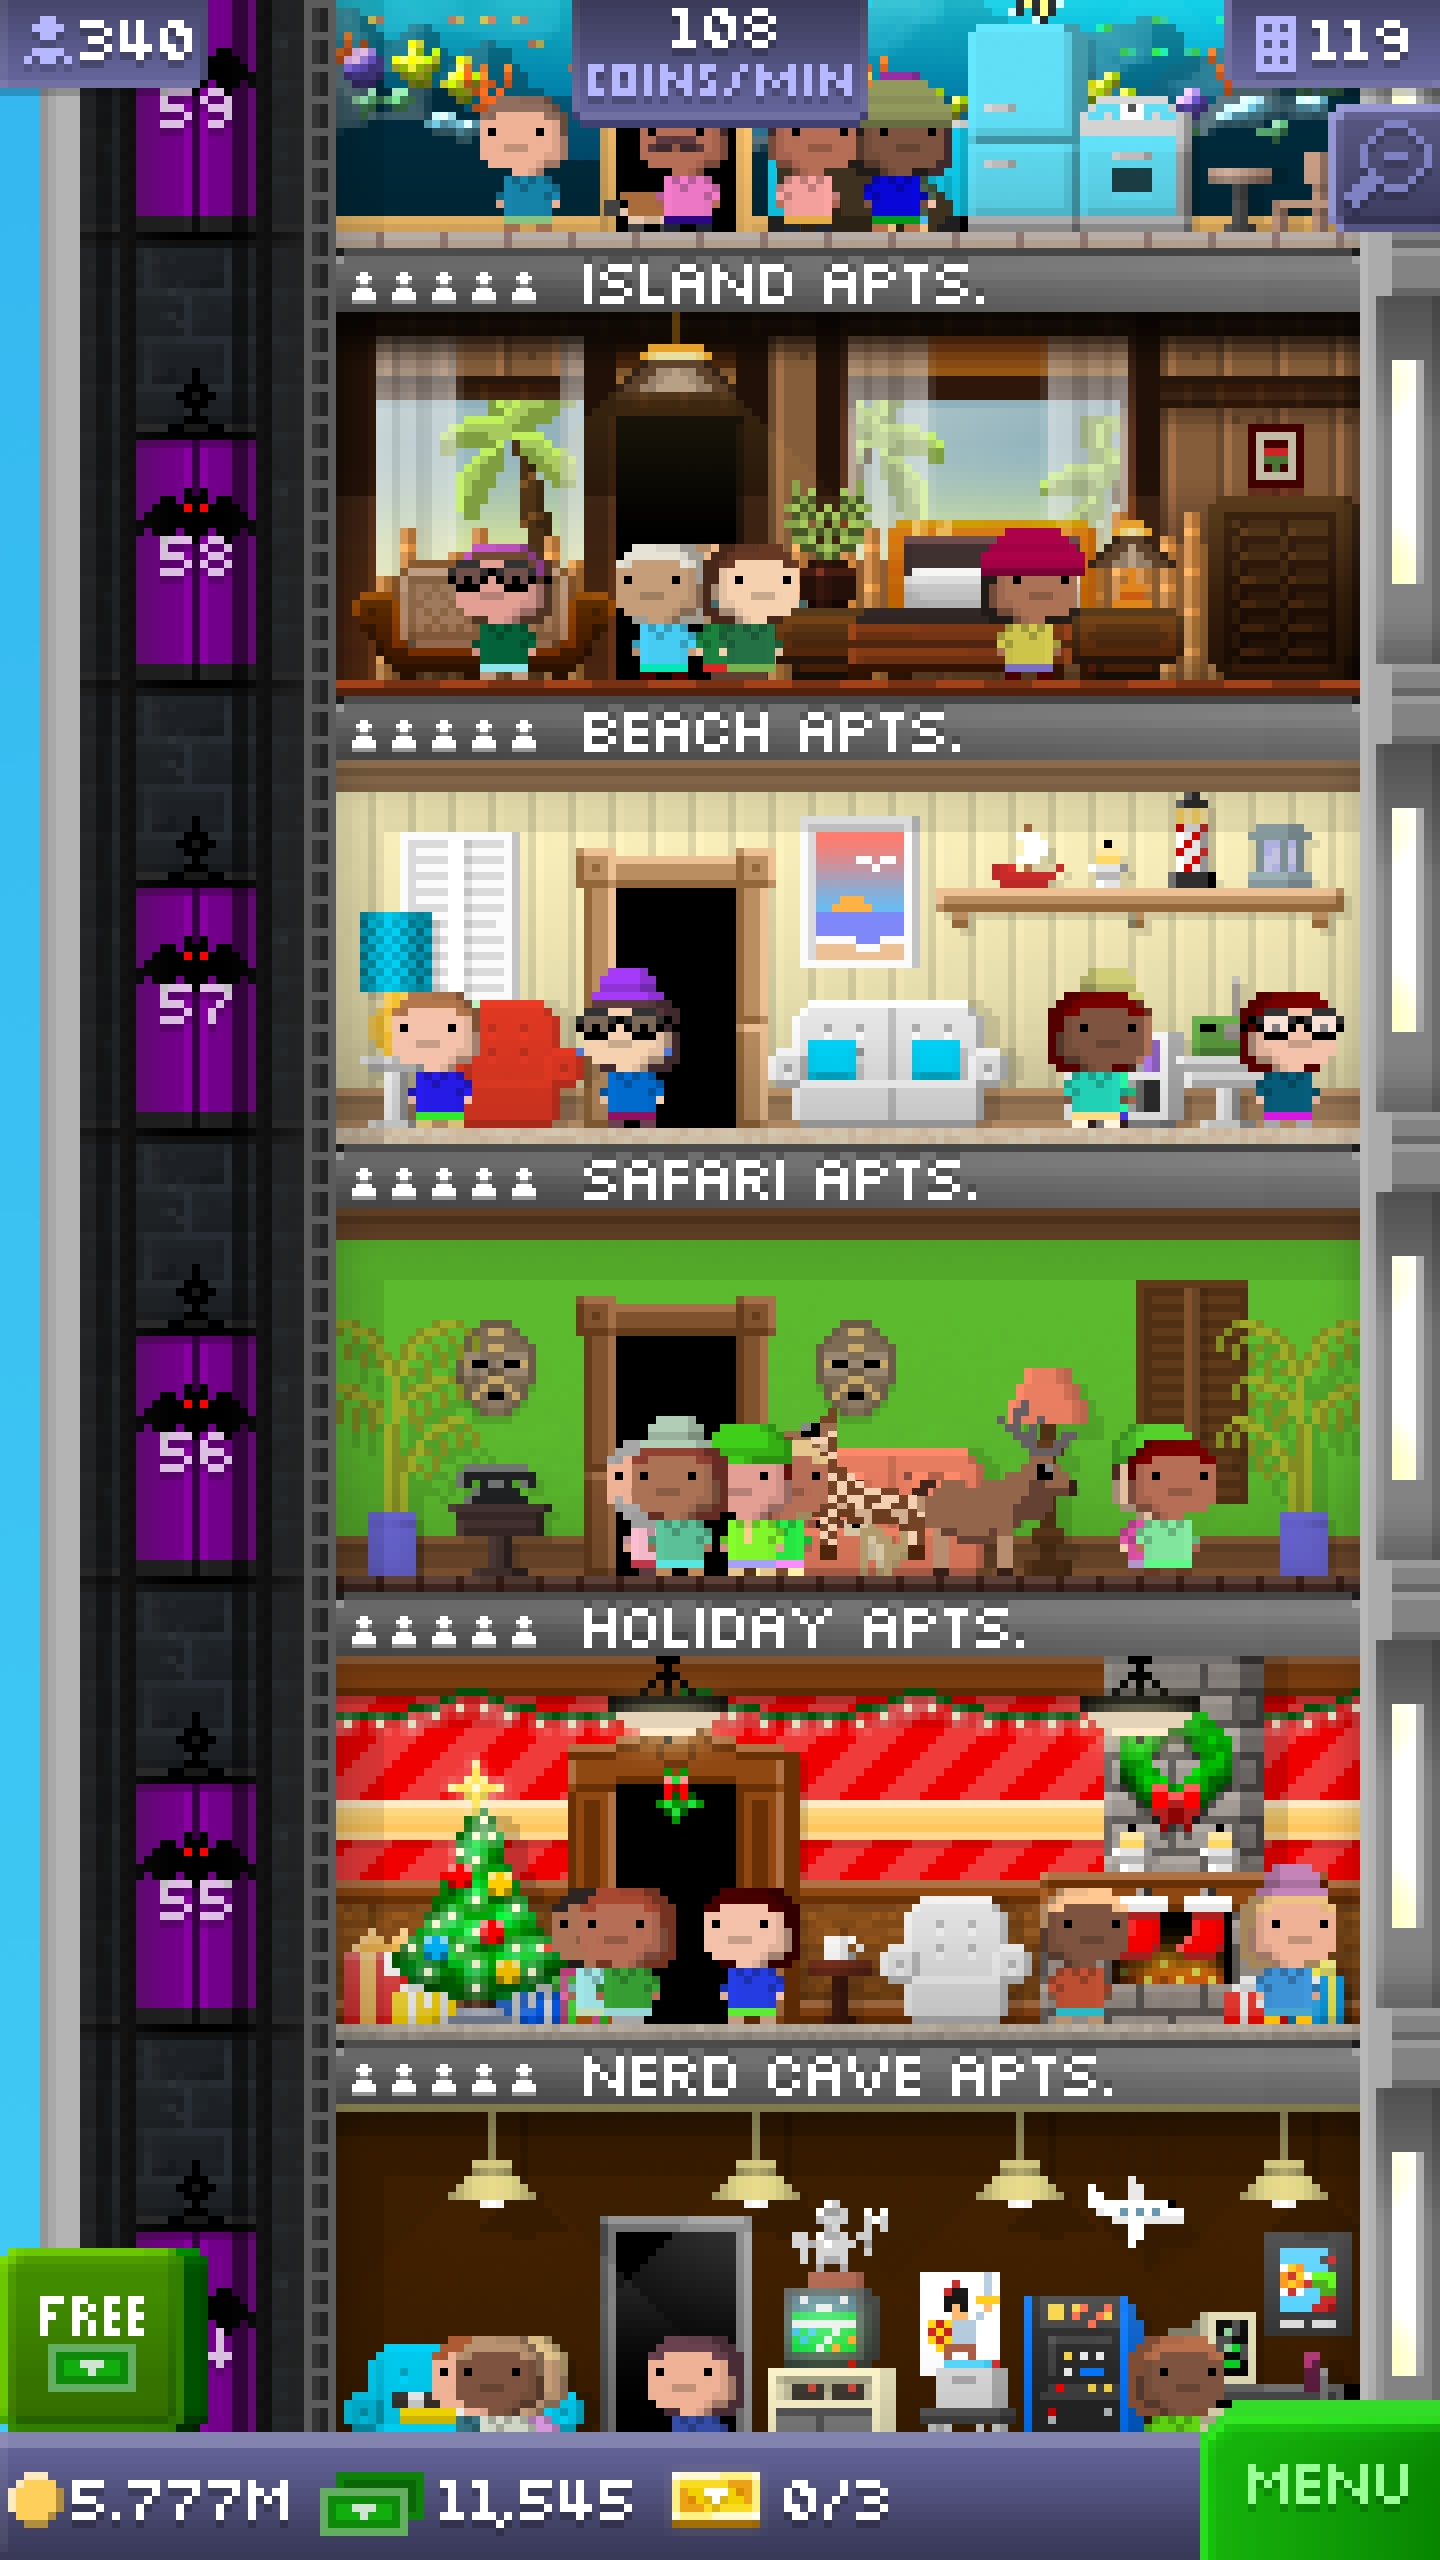 340
108
COINS/MIN
119
59
ISLAND APTS.
58
BEACH APTS.
57
SAFARI APTS.
56
HOLIDAY APTS.
55
NERD CAVE APTS.
FREE
5.777M
11,545
0/3
MENU